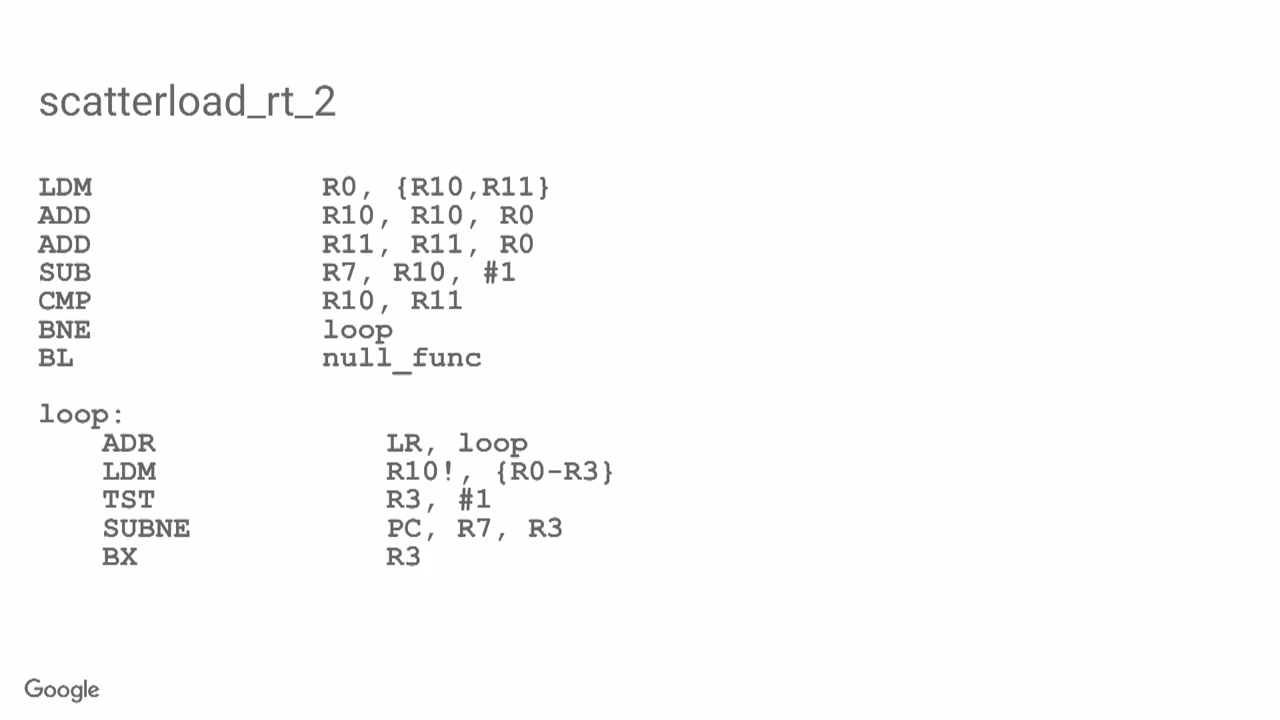 scatterload_rt_2
LDM R0, {R10,R11}
ADD R10, R10, R0
ADD R11, R11, R0
SUB R7, R10, #1
CMP R10, R11
BNE loop
BL null_func
loop:
ADR LR, loop
LDM R10!, {R0-R3}
TST R3, #1
SUBNE PC, R7, R3
BX R3
Google